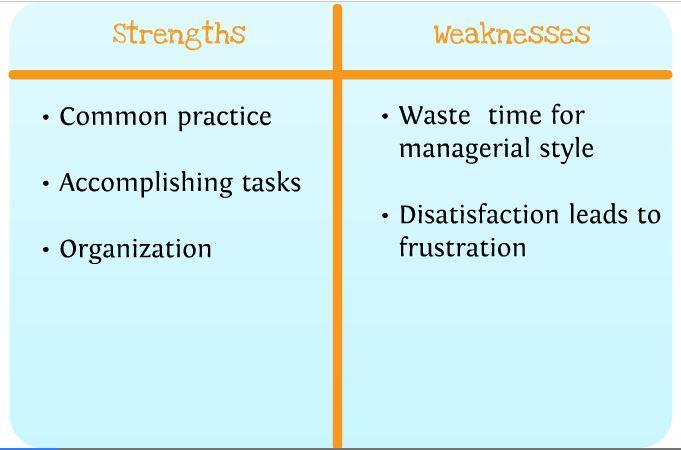 Strengths
Weaknesses
• Common practice
• Accomplishing tasks
• Organization
• Waste  time for
managerial style
• Disatisfaction leads to
frustration